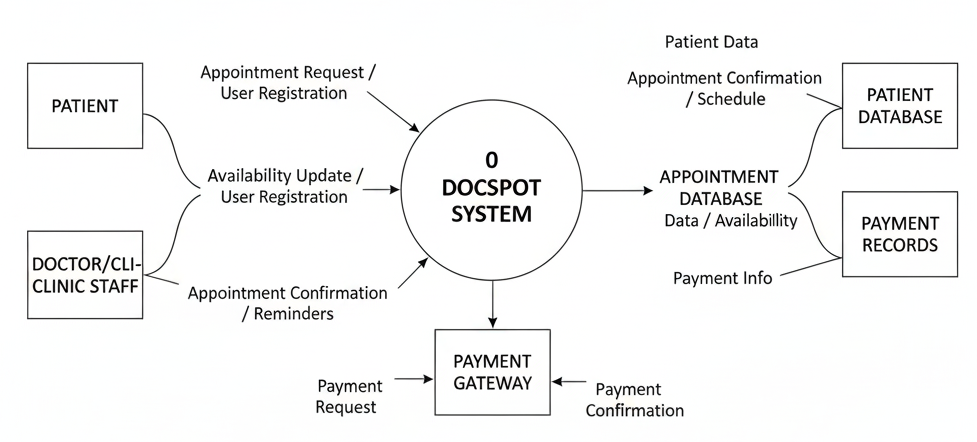 PATIENT
DOCTOR/CLI-
CLINIC STAFF
Appointment Request /
User Registration
Availability Update /
User Registration
Appointment Confirmation
/ Reminders
0
DOCSPOT
SYSTEM
PAYMENT
GATEWAY
Payment
Request
Payment
Confirmation
Patient Data
Appointment Confirmation
/ Schedule
APPOINTMENT
DATABASE
Data / Availabillity
Payment Info
PATIENT
DATABASE
PAYMENT
RECORDS